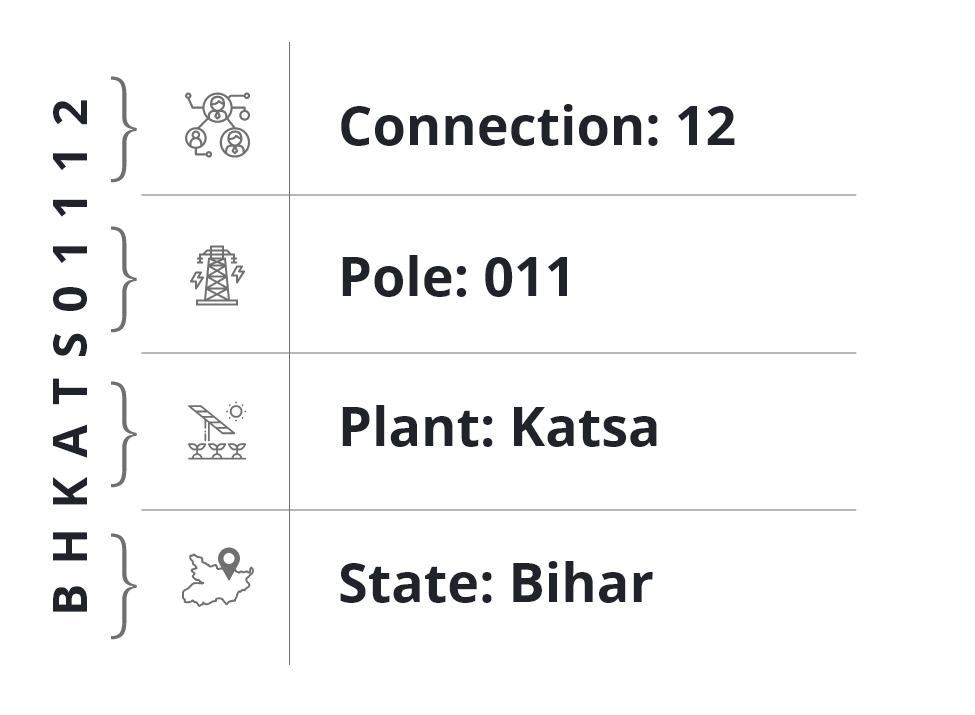 BHKATS01112
Connection: 12
Pole: 011
Plant: Katsa
State: Bihar